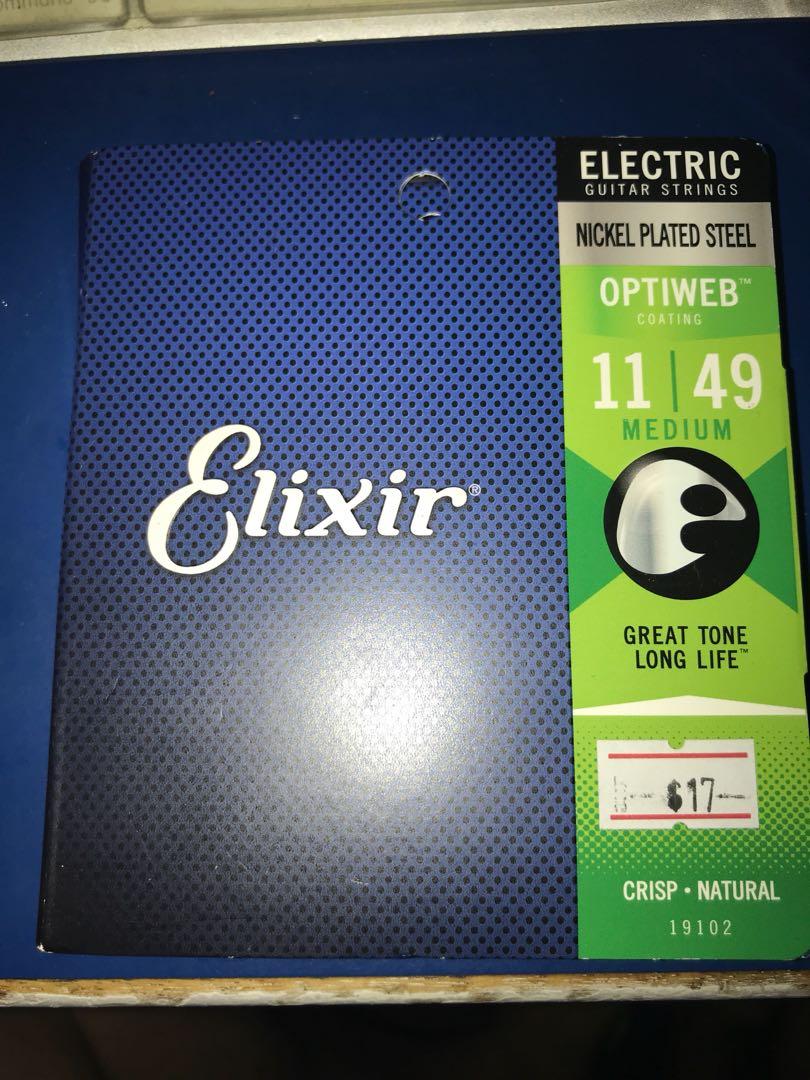 ELECTRIC
GUITAR STRINGS
NICKEL PLATED STEEL
OPTIWEB™
COATING
11 | 49
MEDIUM
Elixir®
GREAT TONE
LONG LIFE™
$17
CRISP • NATURAL
19102